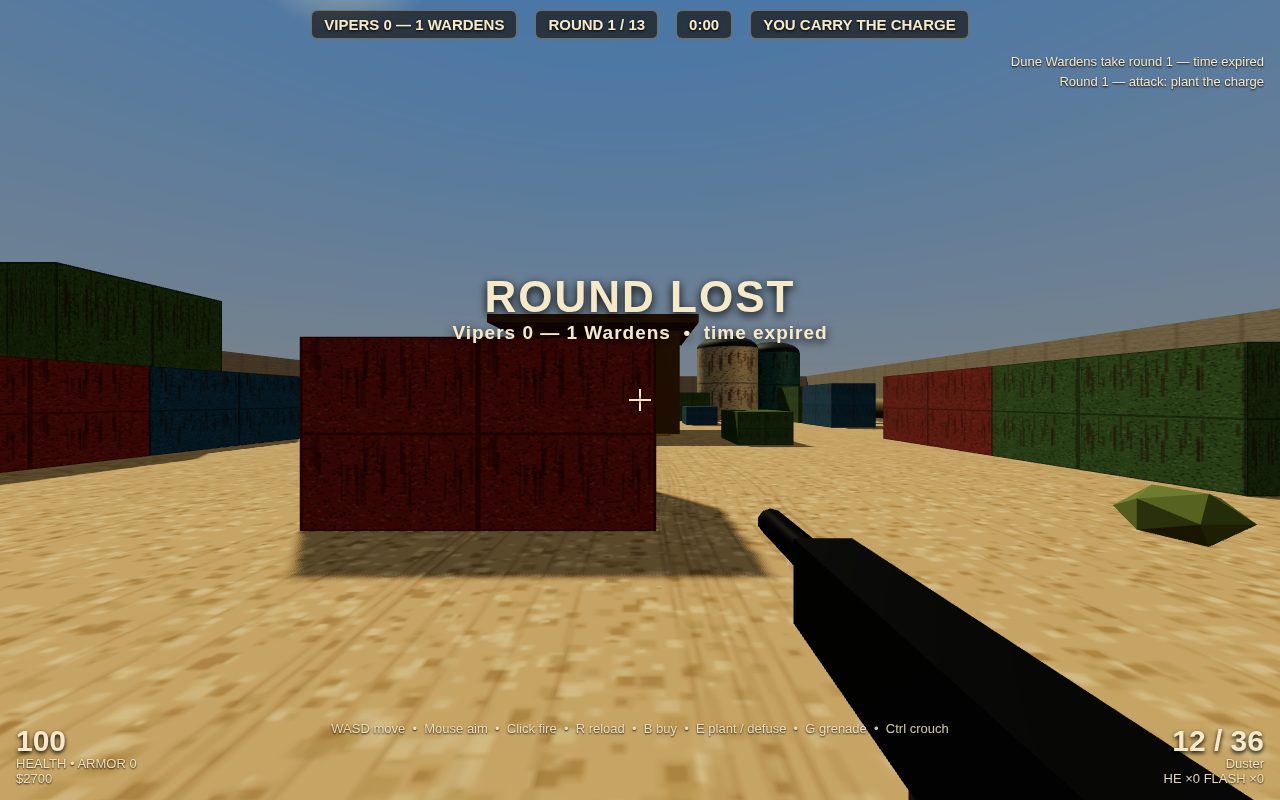 VIPERS 0 — 1 WARDENS
ROUND 1 / 13
0:00
YOU CARRY THE CHARGE
Dune Wardens take round 1 — time expired
Round 1 — attack: plant the charge
ROUND LOST
Vipers 0 — 1 Wardens • time expired
WASD move • Mouse aim • Click fire • R reload • B buy • E plant / defuse • G grenade • Ctrl crouch
100
HEALTH • ARMOR 0
$2700
12 / 36
Duster
HE ×0 FLASH ×0